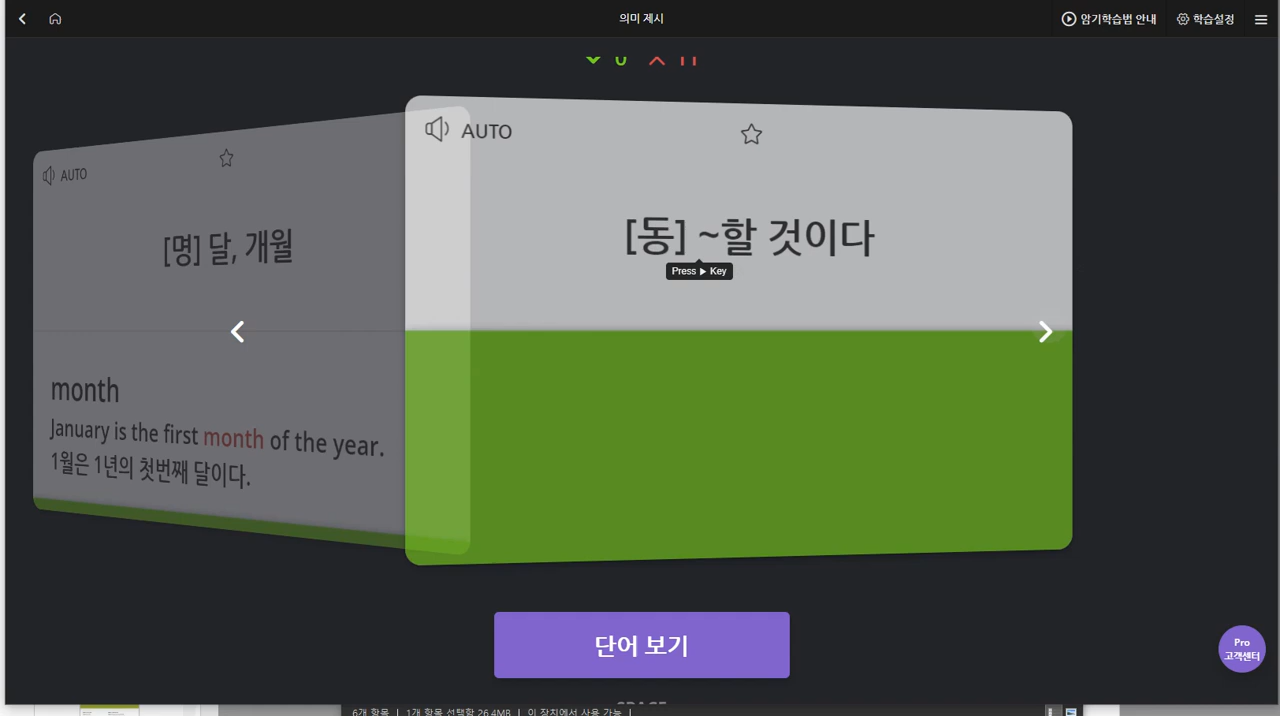 의미 제시
암기학습법 안내
학습설정
AUTO
[명] 달, 개월
month
January is the first month of the year.
1월은 1년의 첫번째 달이다.
AUTO
[동] ~할 것이다
Press ▶ Key
단어 보기
Pro
고객센터
6개 항목 | 1개 항목 선택함 26.4MB | 이 장치에서 사용 가능 |